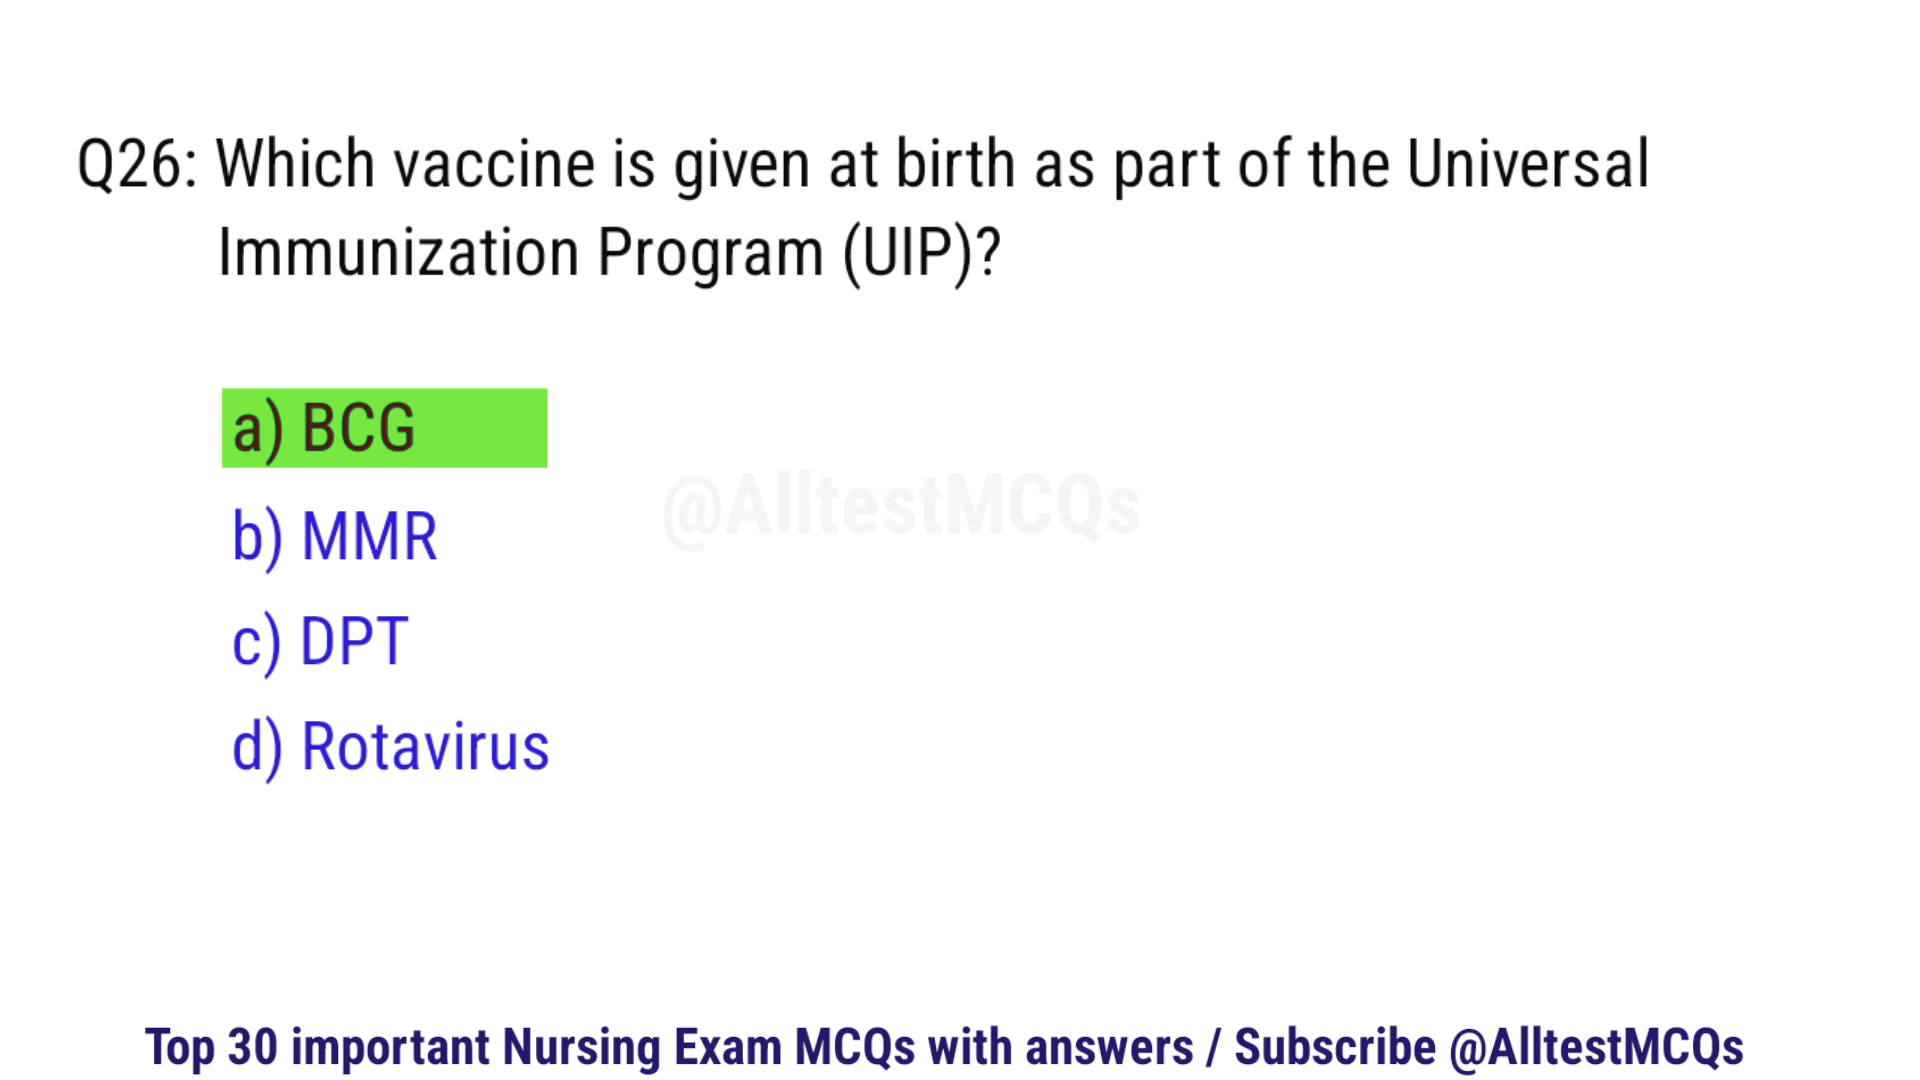 Q26: Which vaccine is given at birth as part of the Universal
Immunization Program (UIP)?
a) BCG
@AlltestMCQs
b) MMR
c) DPT
d) Rotavirus
Top 30 important Nursing Exam MCQs with answers / Subscribe @AlltestMCQs